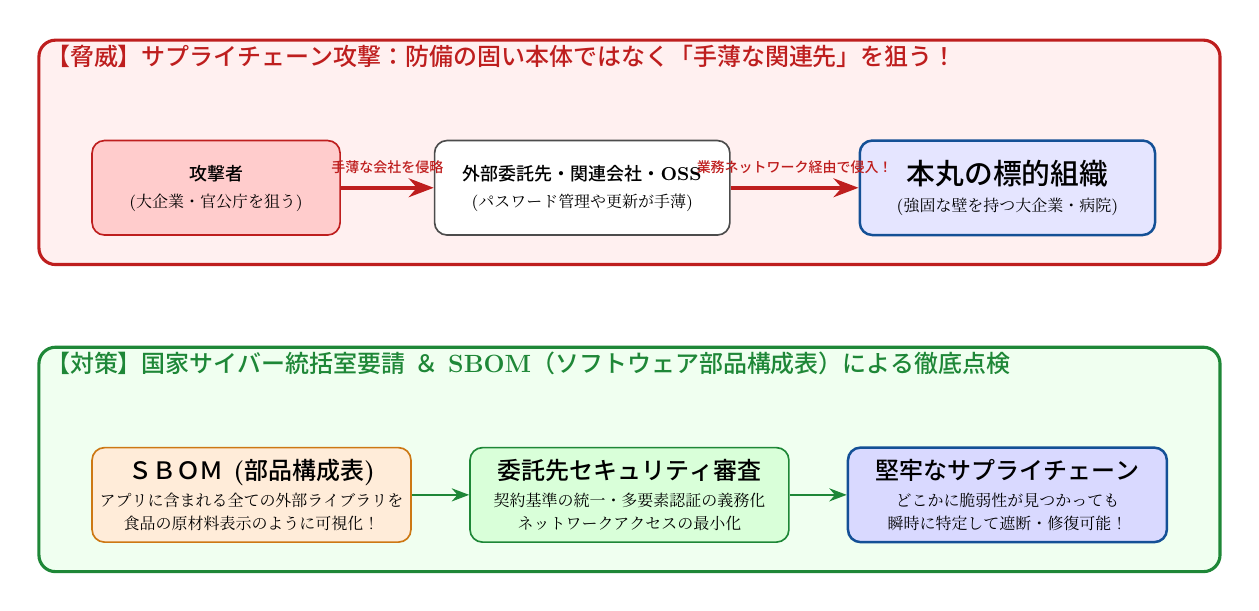 【脅威】サプライチェーン攻撃：防備の固い本体ではなく「手薄な関連先」を狙う！
攻撃者
(大企業・官公庁を狙う)
手薄な会社を侵略
外部委託先・関連会社・OSS
(パスワード管理や更新が手薄)
業務ネットワーク経由で侵入！
本丸の標的組織
(強固な壁を持つ大企業・病院)
【対策】国家サイバー統括室要請 ＆ SBOM（ソフトウェア部品構成表）による徹底点検
ＳＢＯＭ (部品構成表)
アプリに含まれる全ての外部ライブラリを
食品の原材料表示のように可視化！
委託先セキュリティ審査
契約基準の統一・多要素認証の義務化
ネットワークアクセスの最小化
堅牢なサプライチェーン
どこかに脆弱性が見つかっても
瞬時に特定して遮断・修復可能！